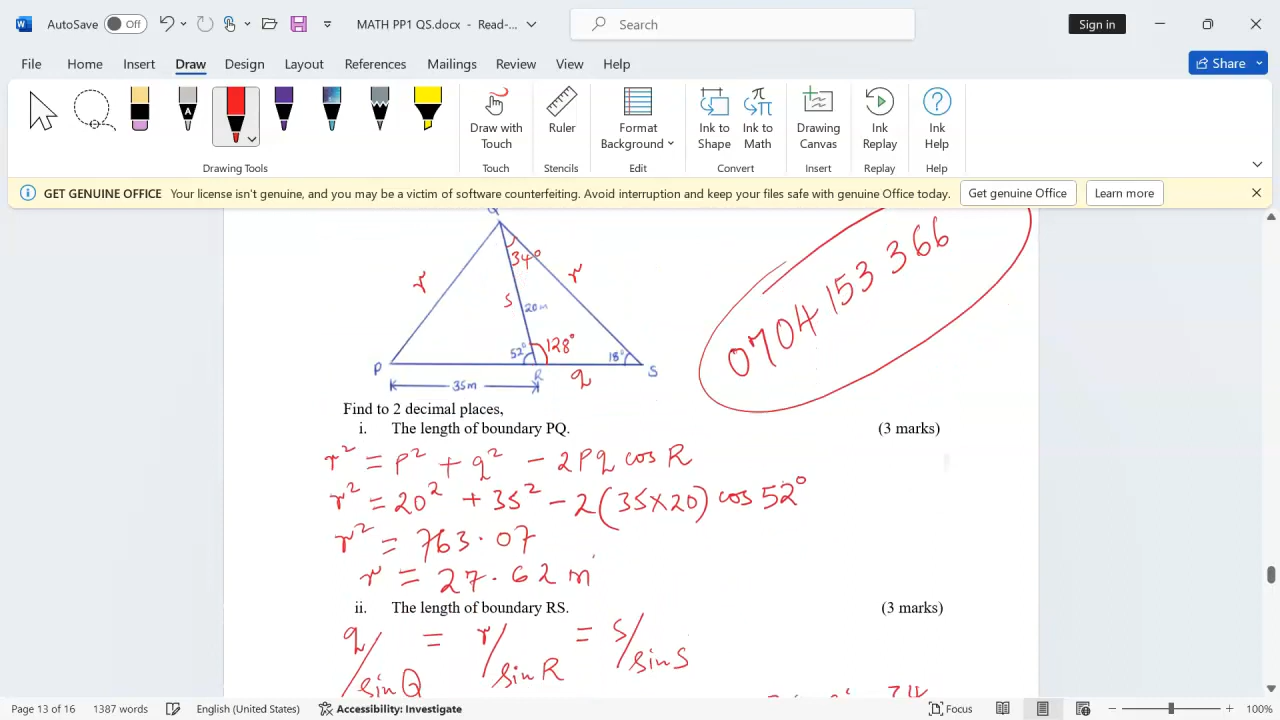 AutoSave Off MATH PP1 QS.docx - Read-... Search Sign in
File Home Insert Draw Design Layout References Mailings Review View Help Share
Draw with Touch Ruler Format Background Ink to Shape Ink to Math Drawing Canvas Ink Replay Ink Help
Drawing Tools Touch Stencils Edit Convert Insert Replay Help
GET GENUINE OFFICE Your license isn't genuine, and you may be a victim of software counterfeiting. Avoid interruption and keep your files safe with genuine Office today. Get genuine Office Learn more
Q
34°
r
r
s
20m
52°
128°
18°
P
R
q
S
35m
0704153366
Find to 2 decimal places,
i. The length of boundary PQ. (3 marks)
r² = p² + q² - 2pq cos R
r² = 20² + 35² - 2(35×20) cos 52°
r² = 763.07
r = 27.62 m
ii. The length of boundary RS. (3 marks)
q/sinQ = r/sinR = s/sinS
Page 13 of 16 1387 words English (United States) Accessibility: Investigate Focus 100%